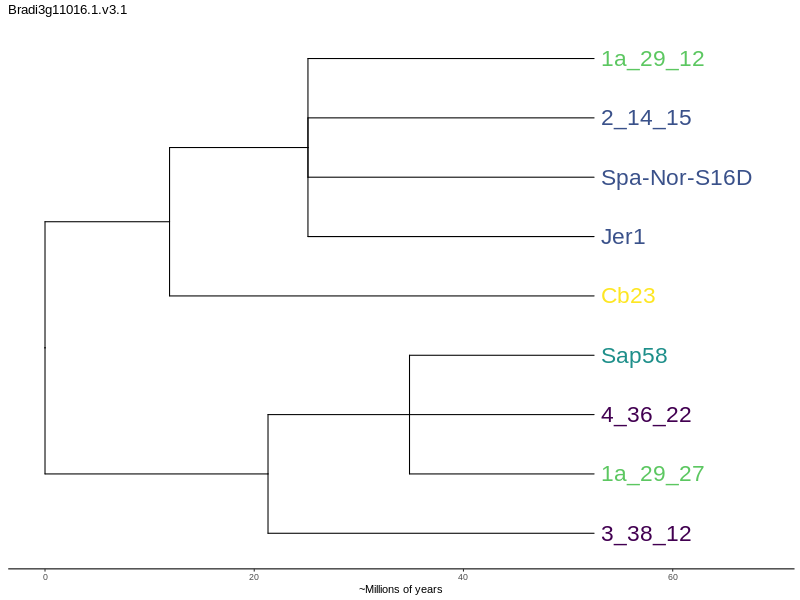 Bradi3g11016.1.v3.1
1a_29_12
2_14_15
Spa-Nor-S16D
Jer1
Cb23
Sap58
4_36_22
1a_29_27
3_38_12
0 20 40 60
~Millions of years